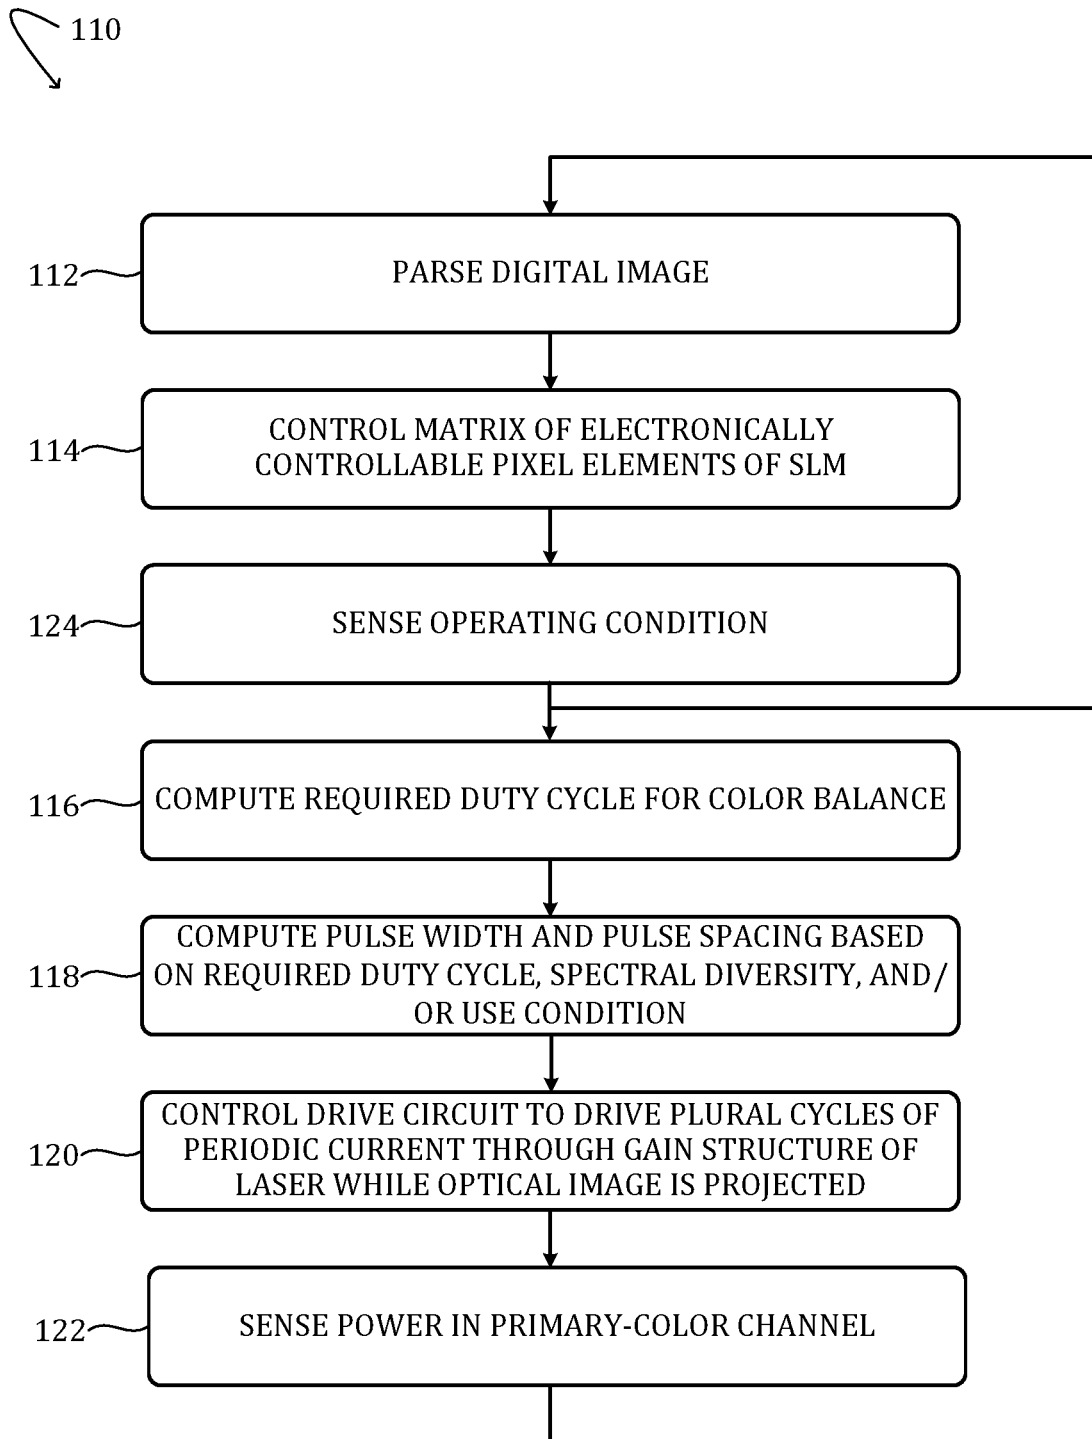 110
112
PARSE DIGITAL IMAGE
114
CONTROL MATRIX OF ELECTRONICALLY
CONTROLLABLE PIXEL ELEMENTS OF SLM
124
SENSE OPERATING CONDITION
116
COMPUTE REQUIRED DUTY CYCLE FOR COLOR BALANCE
118
COMPUTE PULSE WIDTH AND PULSE SPACING BASED
ON REQUIRED DUTY CYCLE, SPECTRAL DIVERSITY, AND/
OR USE CONDITION
120
CONTROL DRIVE CIRCUIT TO DRIVE PLURAL CYCLES OF
PERIODIC CURRENT THROUGH GAIN STRUCTURE OF
LASER WHILE OPTICAL IMAGE IS PROJECTED
122
SENSE POWER IN PRIMARY-COLOR CHANNEL